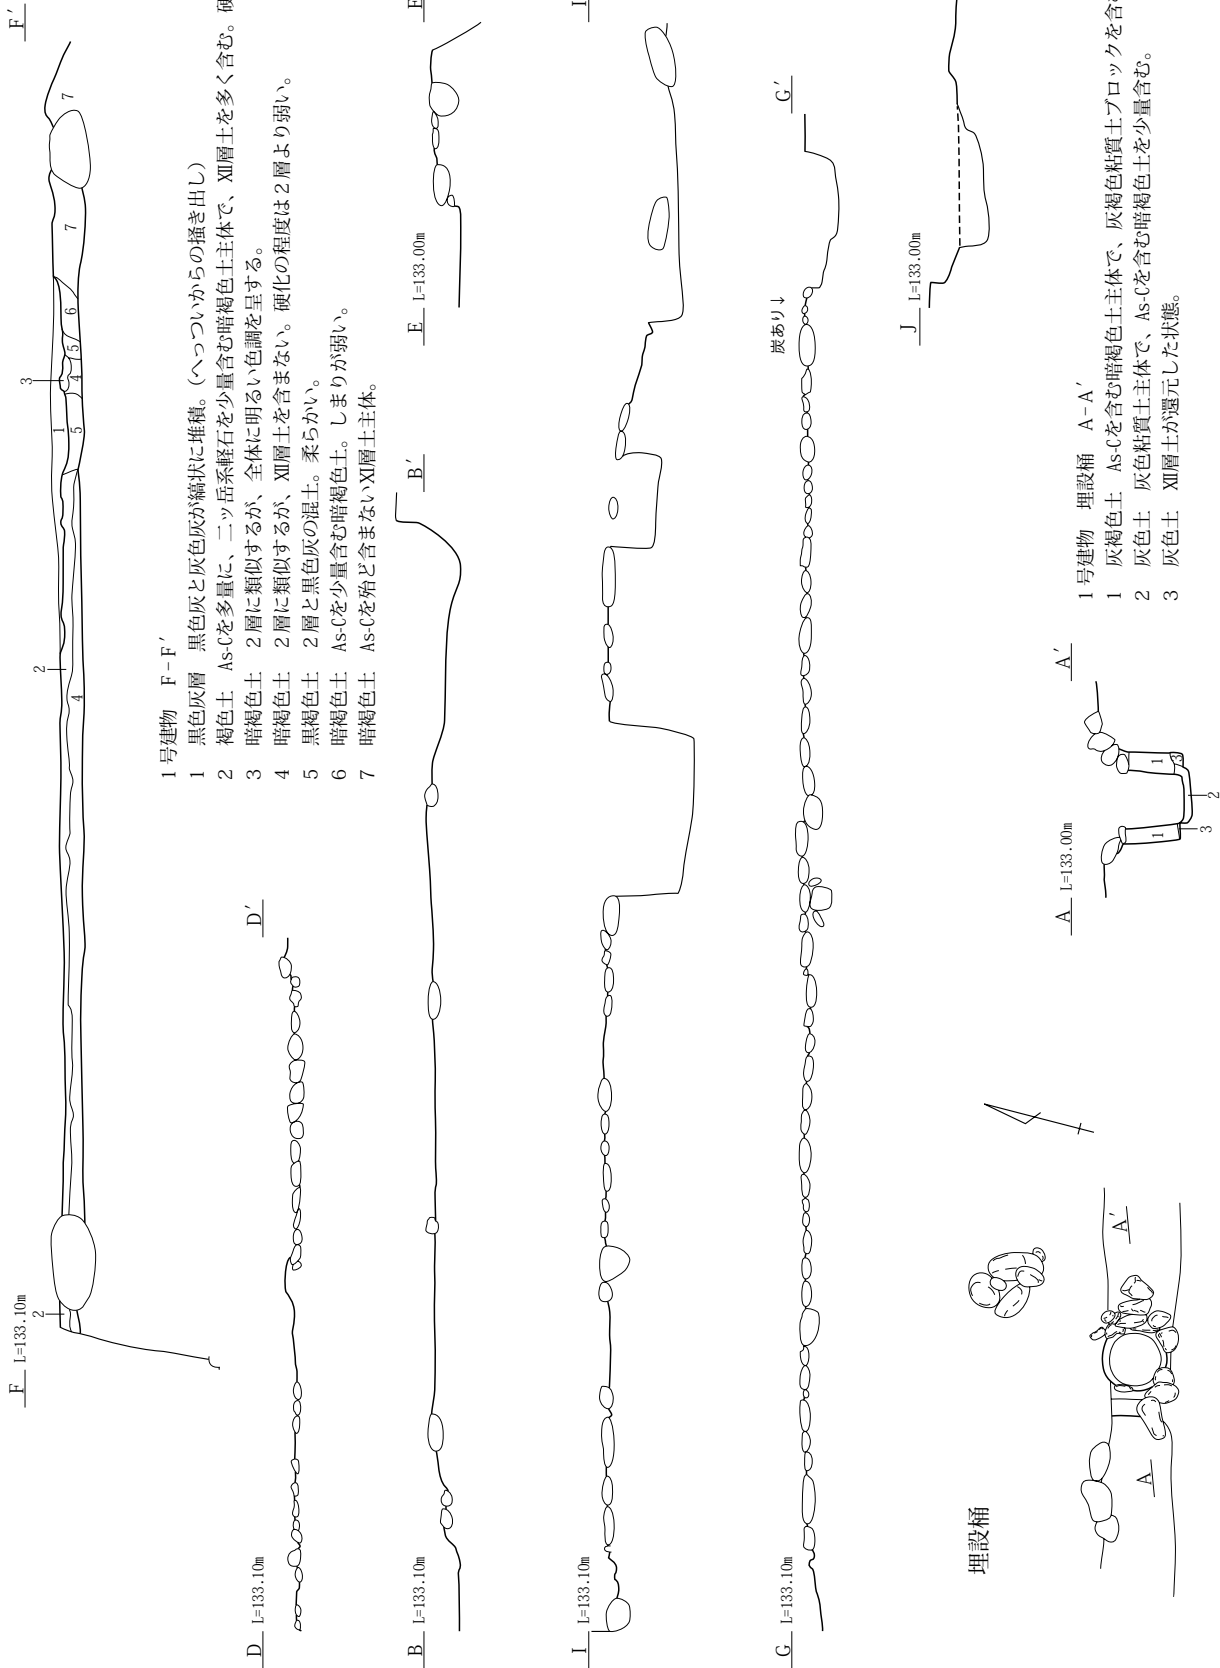 F L=133.10m F′
2 2 3
4 1 5 4 5 6 7 7
1号建物 F-F′
1 黒色灰層 黒色灰と灰色灰が縞状に堆積。(へっついからの掻き出し)
2 褐色土 As-Cを多量に、二ッ岳系軽石を少量含む暗褐色土主体で、Ⅻ層土を多く含む。
3 暗褐色土 2層に類似するが、全体に明るい色調を呈する。
4 暗褐色土 2層に類似するが、Ⅻ層土を含まない。硬化の程度は2層より弱い。
5 黒褐色土 2層と黒色灰の混土。柔らかい。
6 暗褐色土 As-Cを少量含む暗褐色土。しまりが弱い。
7 暗褐色土 As-Cを殆ど含まないⅪ層土主体。
D L=133.10m D′
B L=133.10m B′
E L=133.00m
I L=133.10m
G L=133.10m G′
炭あり↓
J L=133.00m
埋設桶
A A′
A L=133.00m A′
1 3 2 1 3
1号建物 埋設桶 A-A′
1 灰褐色土 As-Cを含む暗褐色土主体で、灰褐色粘質土ブロックを含
2 灰色土 灰色粘質土主体で、As-Cを含む暗褐色土を少量含む。
3 灰色土 Ⅻ層土が還元した状態。